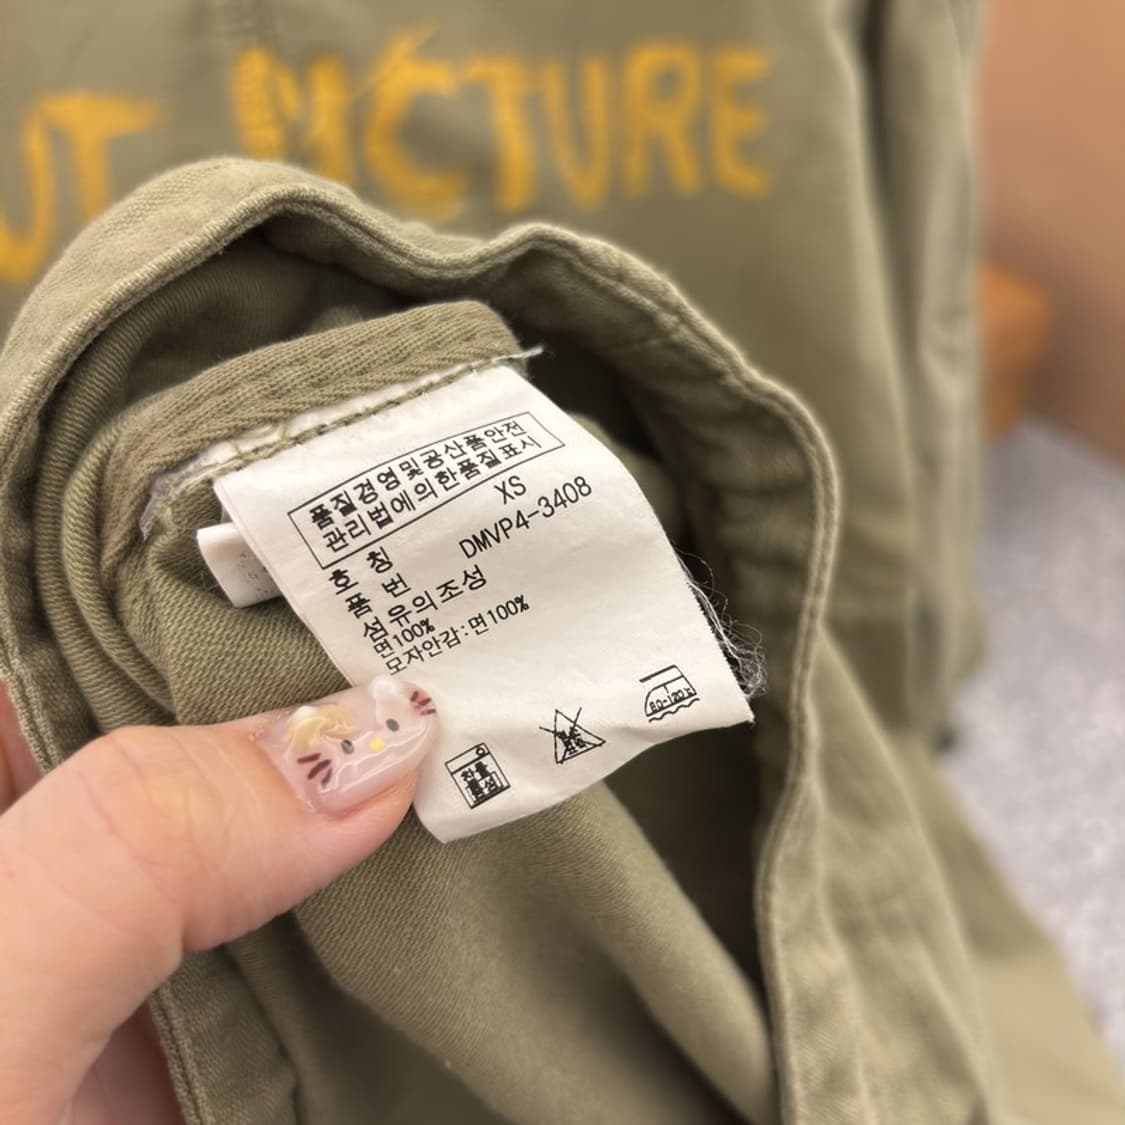 UT PICTURE
품질경영및공산품안전
관리법에의한품질표시
호 칭 XS
품 번 DMVP4-3408
섬유의조성
면100%
모자안감:면100%
80-120℃